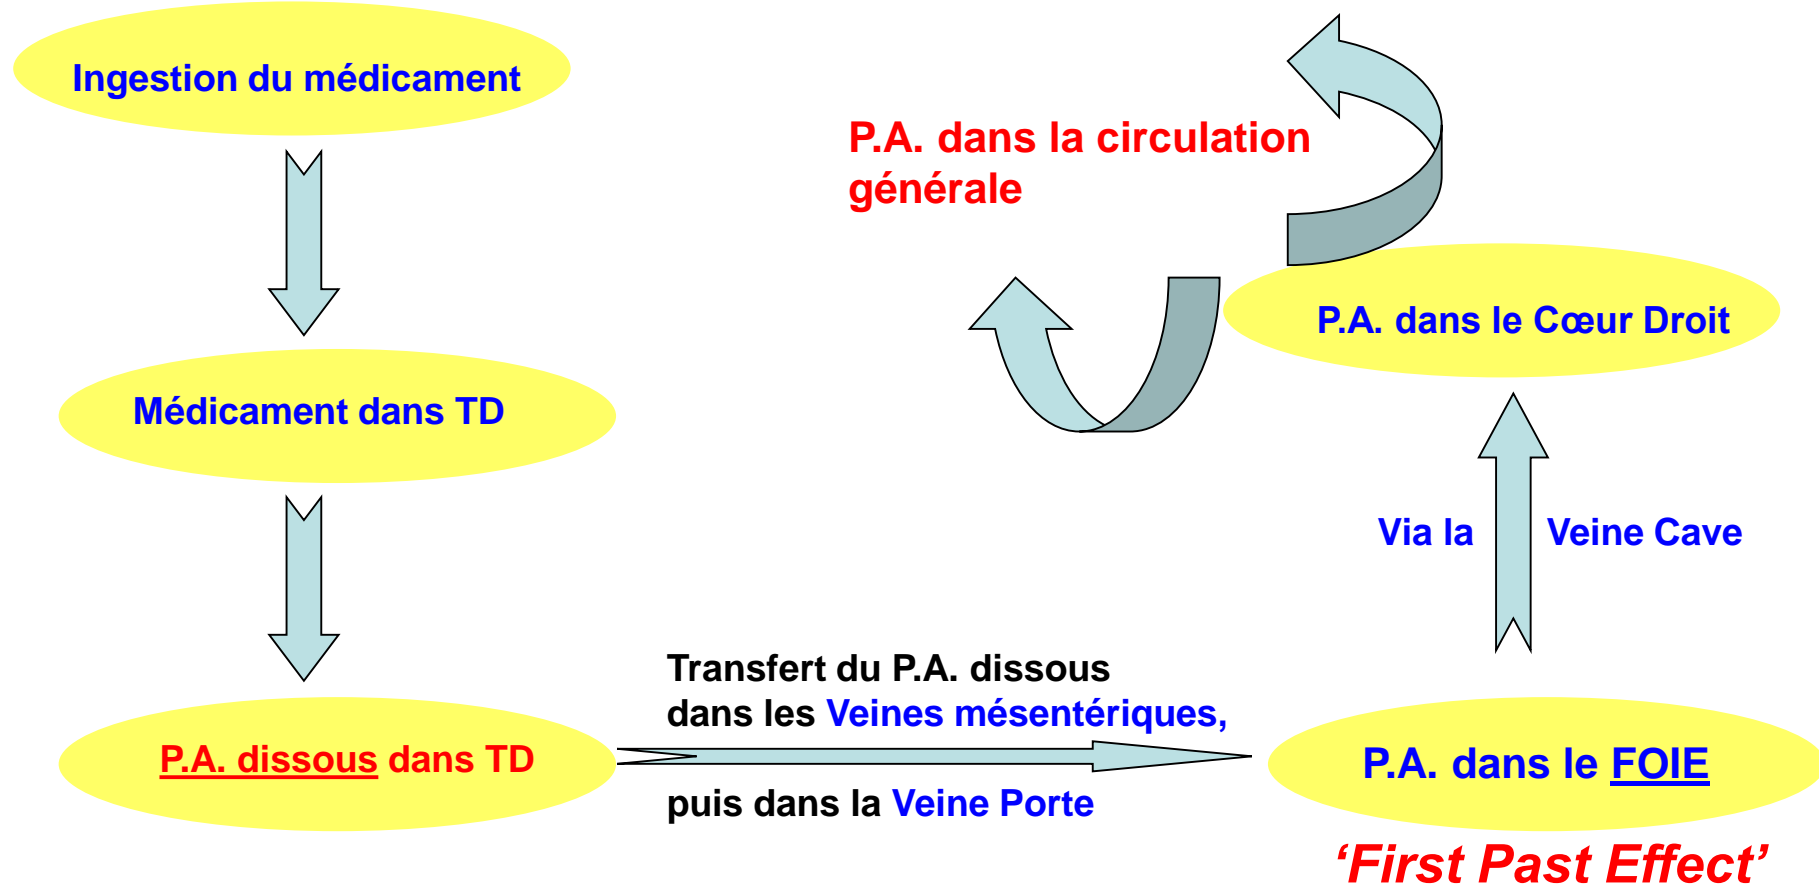 Ingestion du médicament
Médicament dans TD
P.A. dissous dans TD
Transfert du P.A. dissous
dans les Veines mésentériques,
puis dans la Veine Porte
P.A. dans le FOIE
‘First Past Effect’
Via la Veine Cave
P.A. dans le Cœur Droit
P.A. dans la circulation
générale